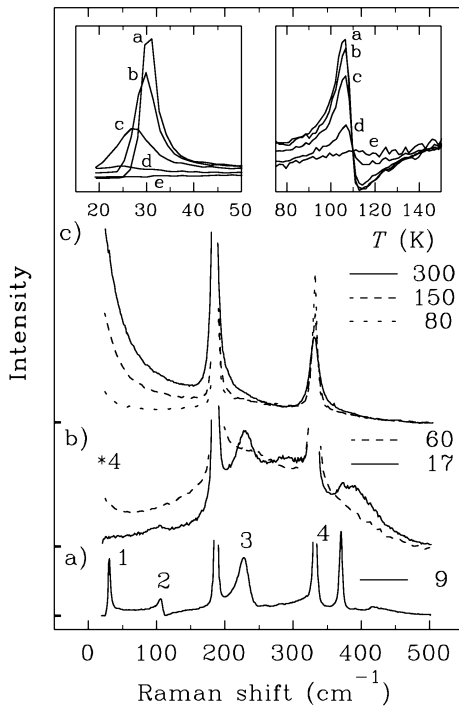 a
b
c
d
e
a
b
c
d
e
20 30 40 50
80 100 120 140
T (K)
c)
300
150
80
b)
*4
60
17
a)
1
2
3
4
9
Intensity
0 100 200 300 400 500
Raman shift (cm⁻¹)